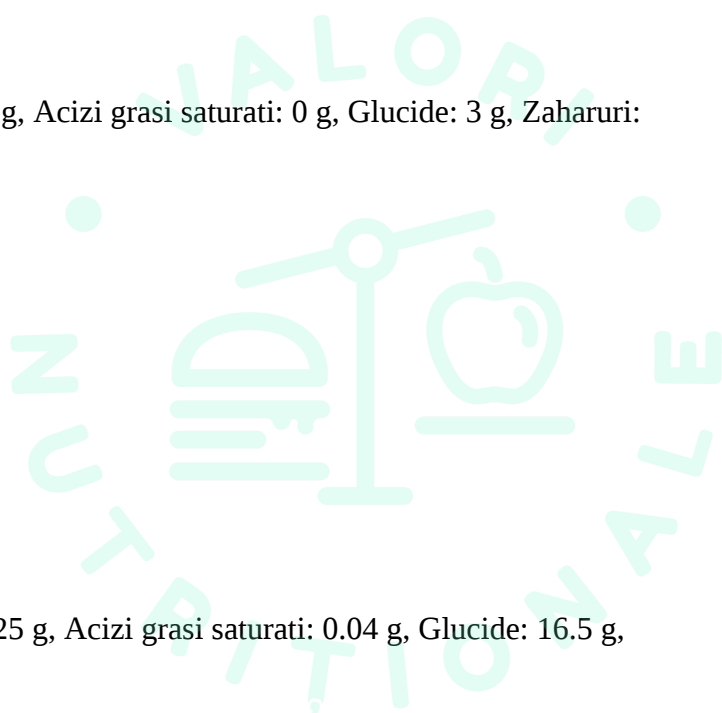 VALORI
g, Acizi grasi saturati: 0 g, Glucide: 3 g, Zaharuri:
25 g, Acizi grasi saturati: 0.04 g, Glucide: 16.5 g,
NUTRITIONALE